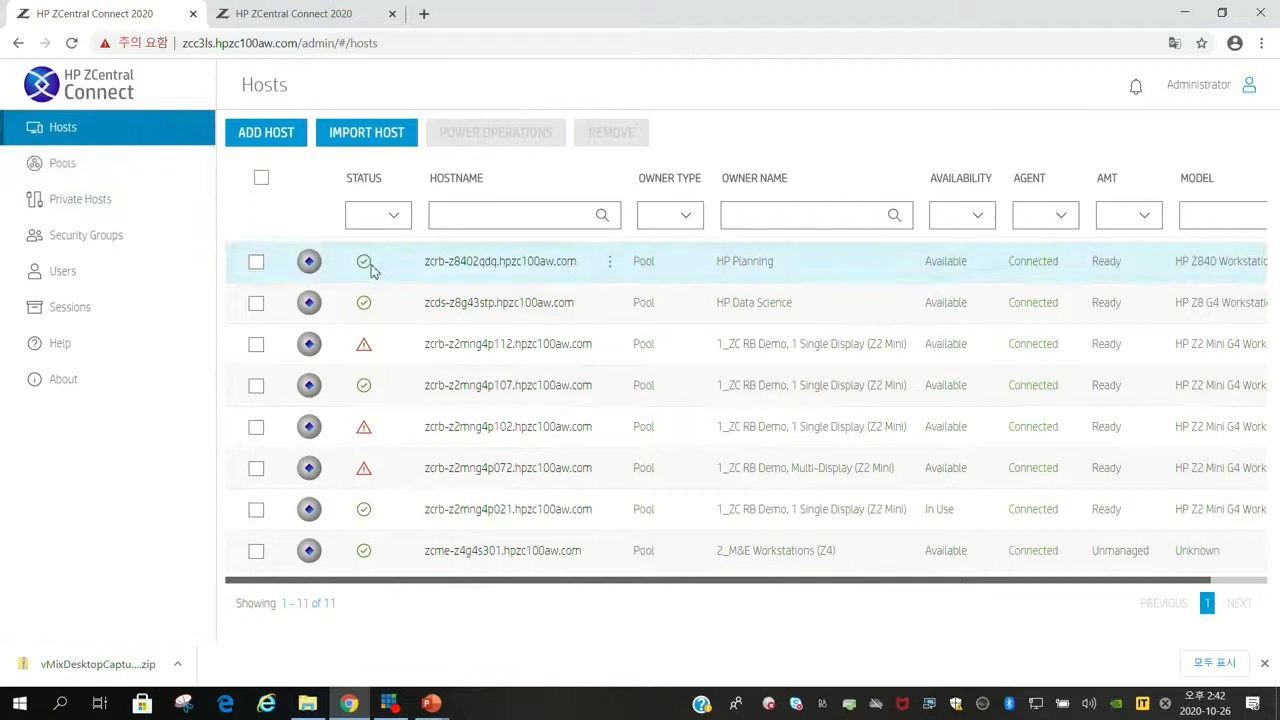 HP ZCentral Connect 2020
HP ZCentral Connect 2020
주의 요함
zcc3ls.hpzc100aw.com/admin/#/hosts
HP ZCentral
Connect
Hosts
Administrator
Hosts
Pools
Private Hosts
Security Groups
Users
Sessions
Help
About
ADD HOST IMPORT HOST POWER OPERATIONS REMOVE
STATUS HOSTNAME OWNER TYPE OWNER NAME AVAILABILITY AGENT AMT MODEL
zcrb-z8402qdq.hpzc100aw.com Pool HP Planning Available Connected Ready HP Z840 Workstatio
zcds-z8g43stp.hpzc100aw.com Pool HP Data Science Available Connected Ready HP Z8 G4 Workstati
zcrb-z2mng4p112.hpzc100aw.com Pool 1_ZC RB Demo, 1 Single Display (Z2 Mini) Available Connected Ready HP Z2 Mini G4 Work
zcrb-z2mng4p107.hpzc100aw.com Pool 1_ZC RB Demo, 1 Single Display (Z2 Mini) Available Connected Ready HP Z2 Mini G4 Work
zcrb-z2mng4p102.hpzc100aw.com Pool 1_ZC RB Demo, 1 Single Display (Z2 Mini) Available Connected Ready HP Z2 Mini G4 Work
zcrb-z2mng4p072.hpzc100aw.com Pool 1_ZC RB Demo, Multi-Display (Z2 Mini) Available Connected Ready HP Z2 Mini G4 Work
zcrb-z2mng4p021.hpzc100aw.com Pool 1_ZC RB Demo, 1 Single Display (Z2 Mini) In Use Connected Ready HP Z2 Mini G4 Work
zcme-z4g4s301.hpzc100aw.com Pool 2_M&E Workstations (Z4) Available Connected Unmanaged Unknown
Showing 1 - 11 of 11
PREVIOUS 1 NEXT
vMixDesktopCaptu....zip
모두 표시
오후 2:42
2020-10-26